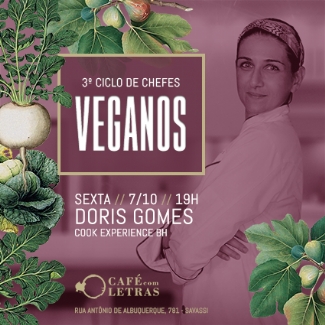 3º CICLO DE CHEFES
VEGANOS
SEXTA // 7/10 // 19H
DORIS GOMES
COOK EXPERIENCE BH
CAFÉ com
LETRAS
RUA ANTÔNIO DE ALBUQUERQUE, 781 - SAVASSI